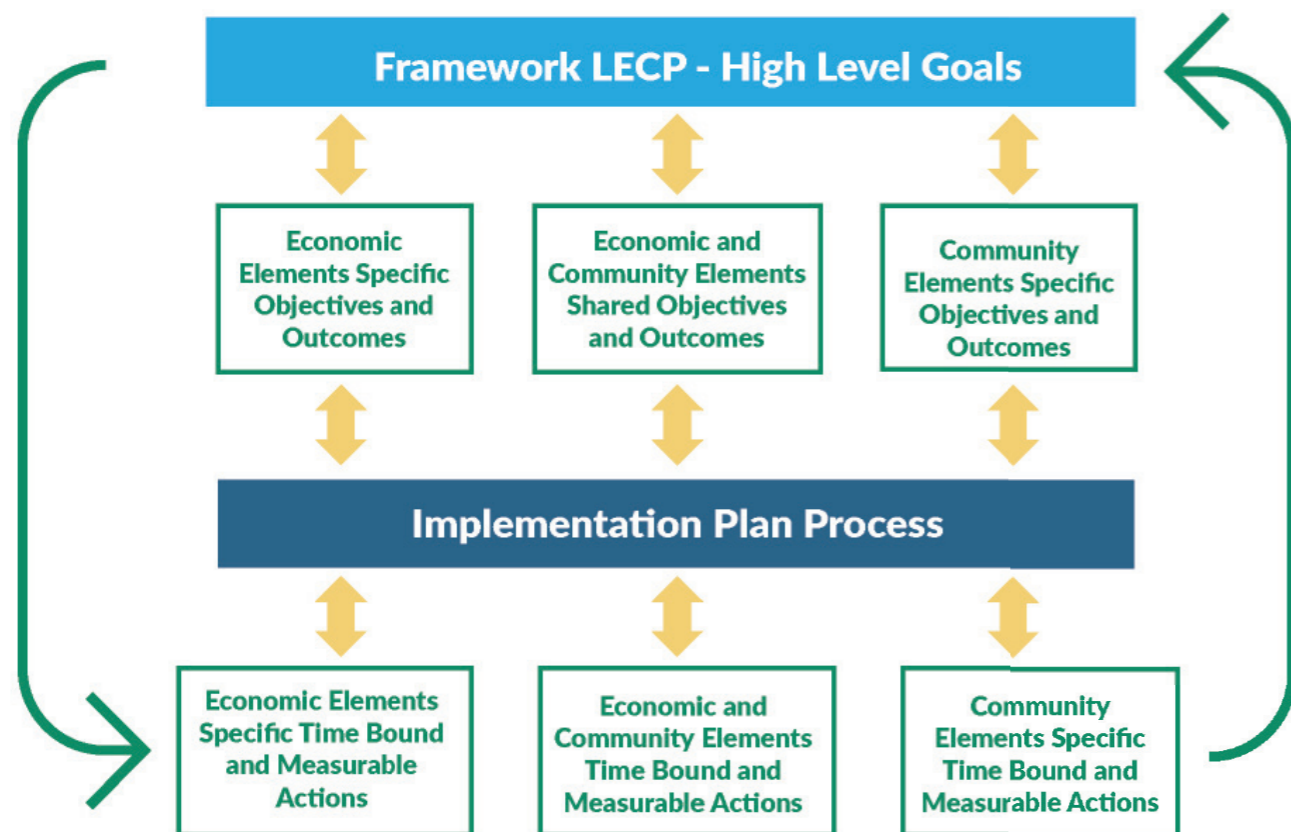 Framework LECP - High Level Goals
Economic
Elements Specific
Objectives and
Outcomes
Economic and
Community Elements
Shared Objectives
and Outcomes
Community
Elements Specific
Objectives and
Outcomes
Implementation Plan Process
Economic Elements
Specific Time Bound
and Measurable
Actions
Economic and
Community Elements
Time Bound and
Measurable Actions
Community
Elements Specific
Time Bound and
Measurable Actions